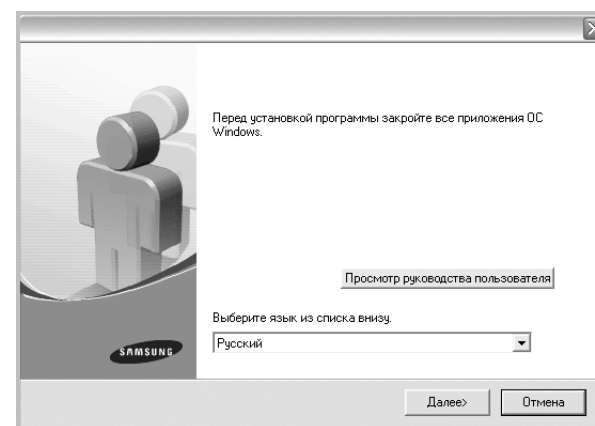 Перед установкой программы закройте все приложения ОС
Windows.
Просмотр руководства пользователя
Выберите язык из списка внизу.
Русский
SAMSUNG
Далее>
Отмена